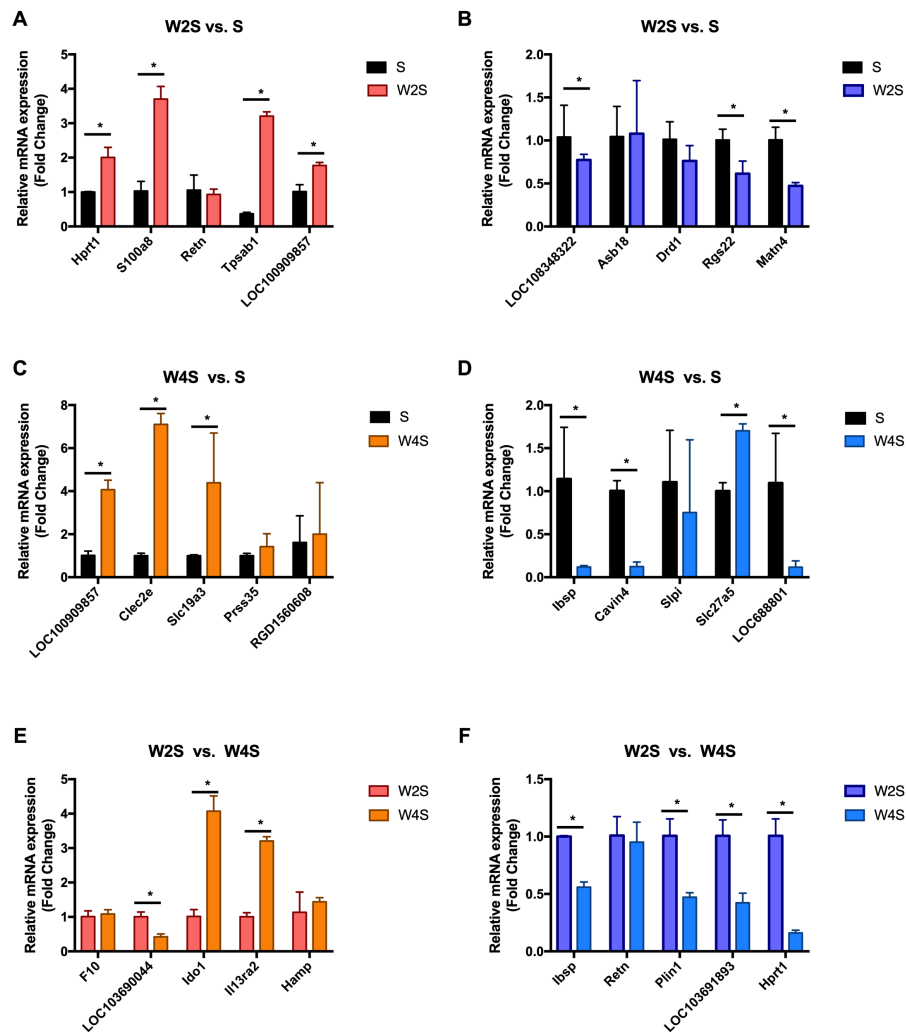 A
W2S vs. S
Relative mRNA expression
(Fold Change)
5
4
3
2
1
0
*
*
*
*
Hprt1
S100a8
Retn
Tpsab1
LOC100909857
S
W2S
B
W2S vs. S
Relative mRNA expression
(Fold Change)
2.0
1.5
1.0
0.5
0.0
*
*
*
LOC108348322
Asb18
Drd1
Rgs22
Matn4
S
W2S
C
W4S vs. S
Relative mRNA expression
(Fold Change)
8
6
4
2
0
*
*
*
LOC100909857
Clec2e
Slc19a3
Prss35
RGD1560608
S
W4S
D
W4S vs. S
Relative mRNA expression
(Fold Change)
2.0
1.5
1.0
0.5
0.0
*
*
*
*
Ibsp
Cavin4
Slpi
Slc27a5
LOC688801
S
W4S
E
W2S vs. W4S
Relative mRNA expression
(Fold Change)
5
4
3
2
1
0
*
*
*
F10
LOC103690044
Ido1
Il13ra2
Hamp
W2S
W4S
F
W2S vs. W4S
Relative mRNA expression
(Fold Change)
1.5
1.0
0.5
0.0
*
*
*
*
Ibsp
Retn
Plin1
LOC103691893
Hprt1
W2S
W4S